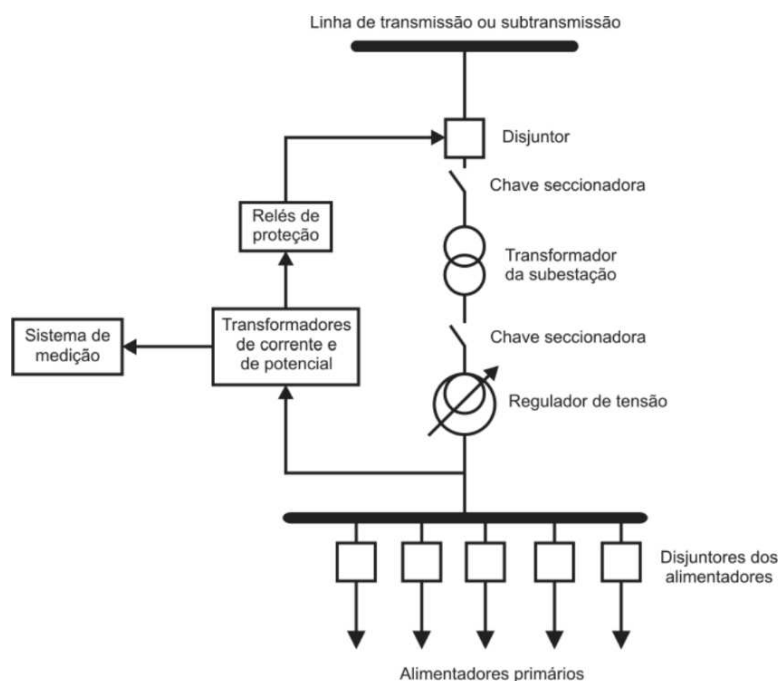 Linha de transmissão ou subtransmissão
Disjuntor
Chave seccionadora
Relés de
proteção
Transformador
da subestação
Sistema de
medição
Transformadores
de corrente e
de potencial
Chave seccionadora
Regulador de tensão
Disjuntores dos
alimentadores
Alimentadores primários